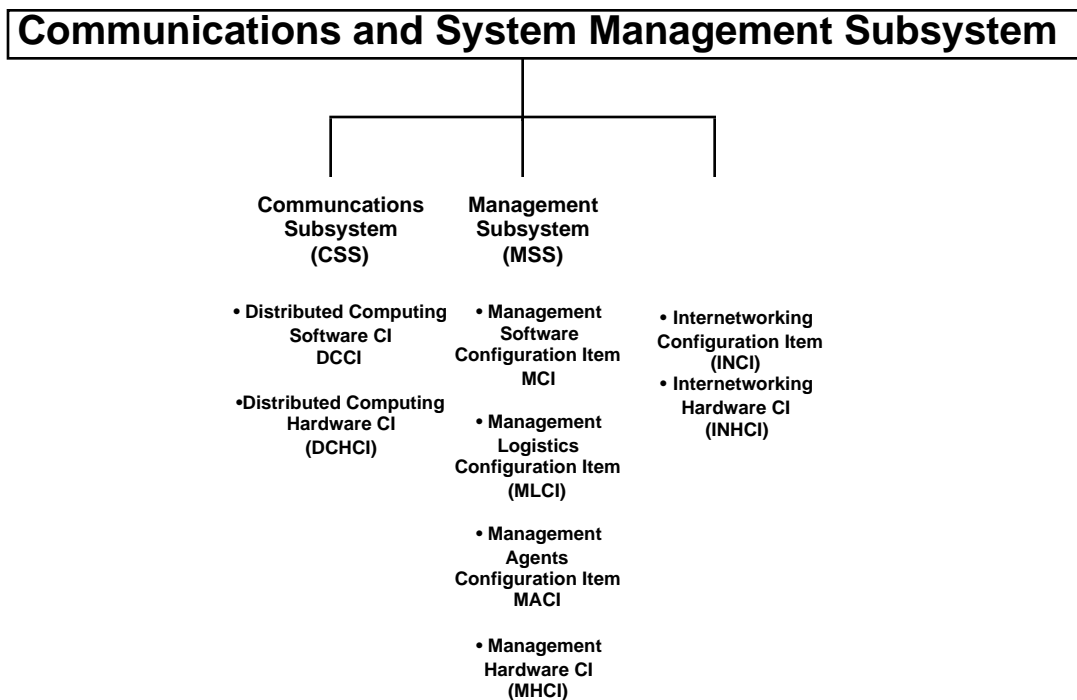 Communications and System Management Subsystem
Communcations
Subsystem
(CSS)
• Distributed Computing
Software CI
DCCI
•Distributed Computing
Hardware CI
(DCHCI)
Management
Subsystem
(MSS)
• Management
Software
Configuration Item
MCI
• Management
Logistics
Configuration Item
(MLCI)
• Management
Agents
Configuration Item
MACI
• Management
Hardware CI
(MHCI)
• Internetworking
Configuration Item
(INCI)
• Internetworking
Hardware CI
(INHCI)